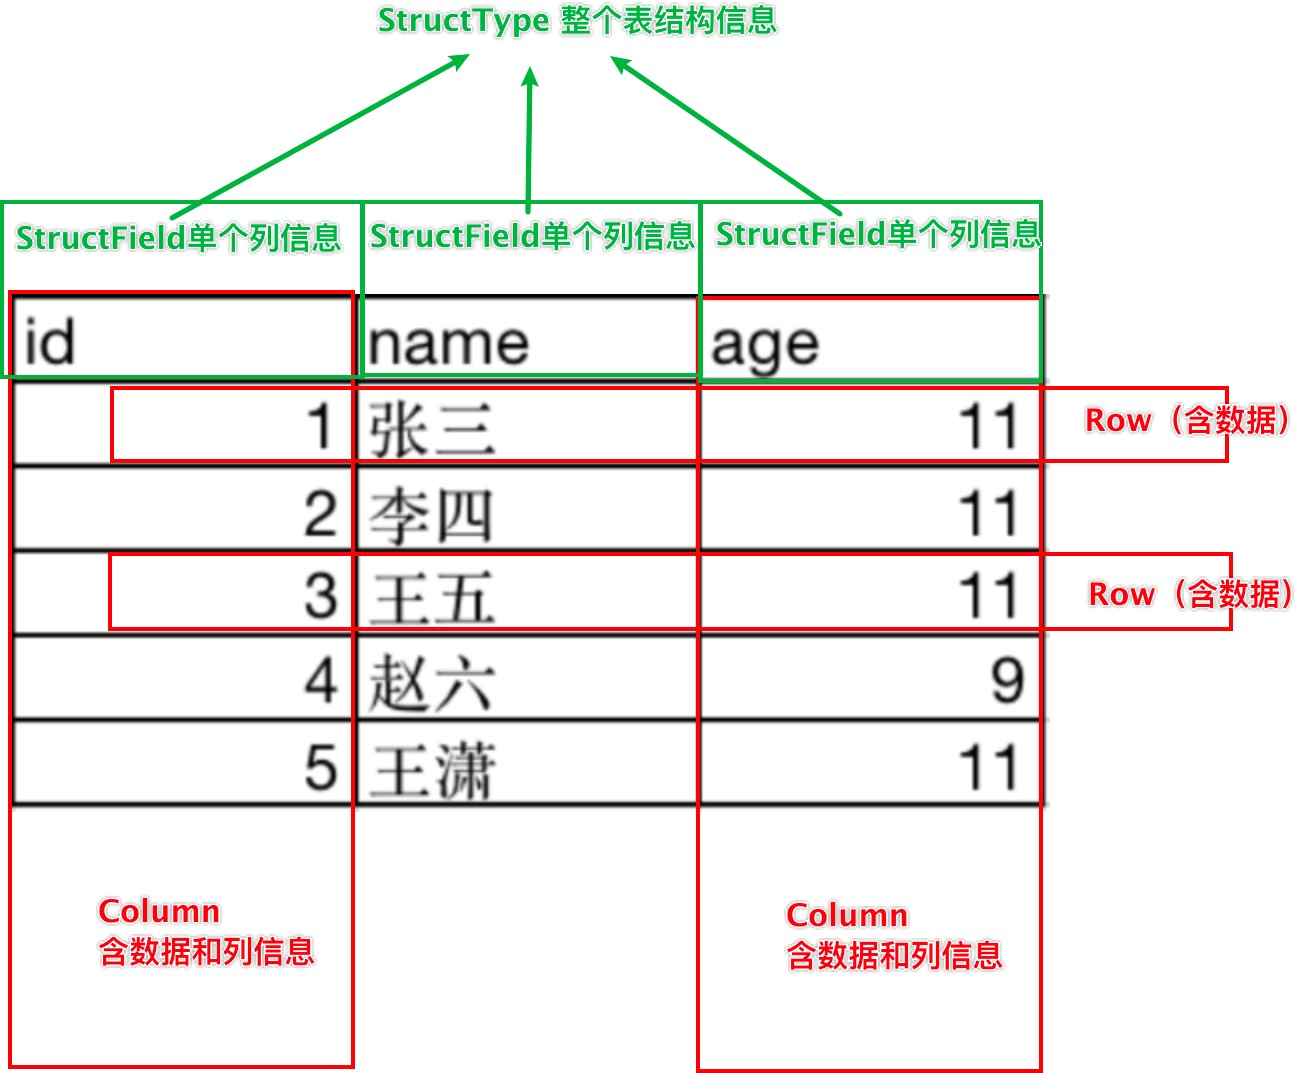 StructType 整个表结构信息
StructField单个列信息 StructField单个列信息 StructField单个列信息
id name age
1 张三 11 Row（含数据）
2 李四 11
3 王五 11 Row（含数据）
4 赵六 9
5 王潇 11
Column Column
含数据和列信息 含数据和列信息